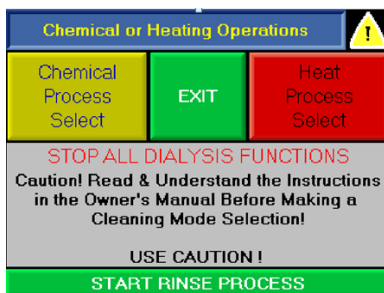 Chemical or Heating Operations
!
Chemical
Process
Select
EXIT
Heat
Process
Select
STOP ALL DIALYSIS FUNCTIONS
Caution! Read & Understand the Instructions
in the Owner's Manual Before Making a
Cleaning Mode Selection!
USE CAUTION !
START RINSE PROCESS